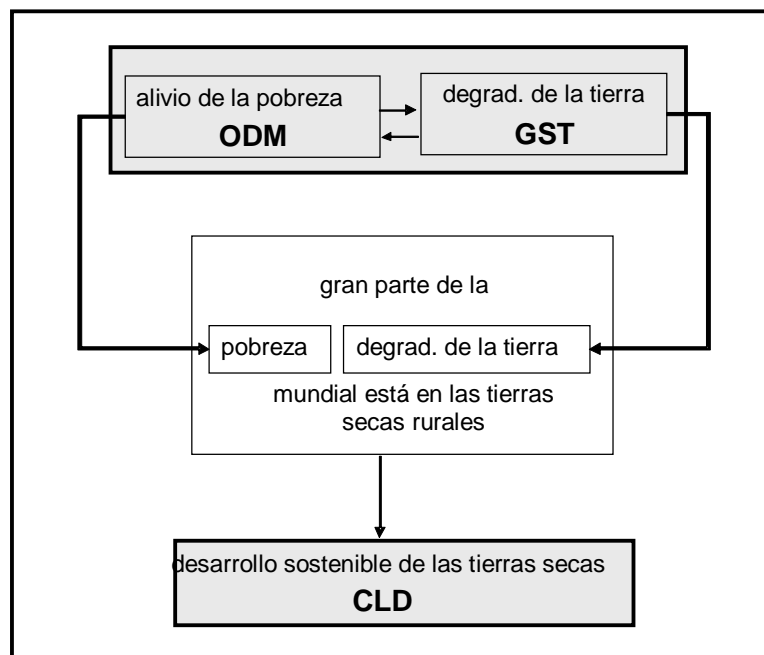 alivio de la pobreza
ODM
degrad. de la tierra
GST
gran parte de la
pobreza
degrad. de la tierra
mundial está en las tierras
secas rurales
desarrollo sostenible de las tierras secas
CLD